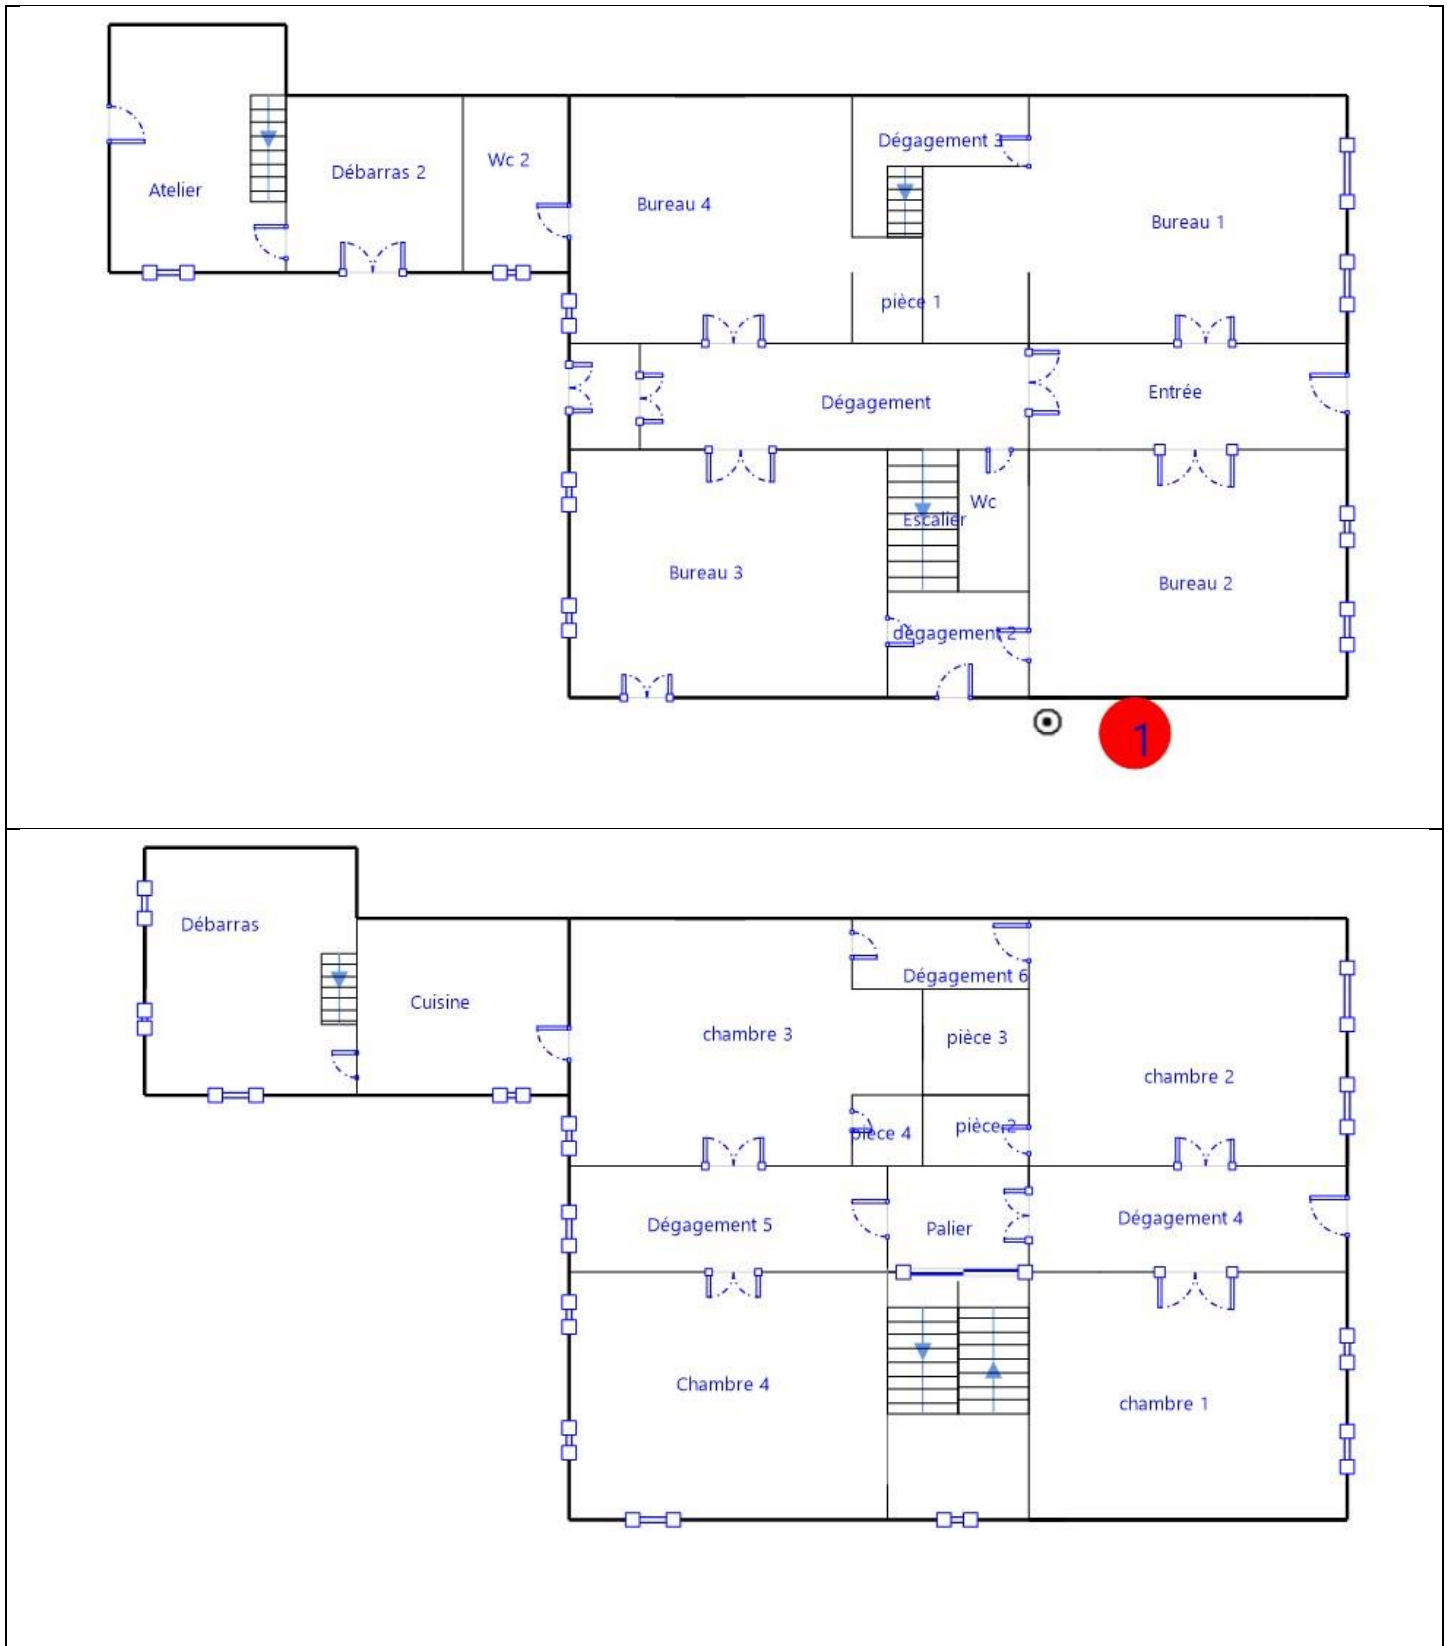 Dégagement 3
Wc 2
Débarras 2
Atelier
Bureau 4
Bureau 1
pièce 1
Entrée
Dégagement
Wc
Escalier
Bureau 3
Bureau 2
dégagement 2
1
Débarras
Dégagement 6
Cuisine
chambre 3
pièce 3
chambre 2
pièce 2
pièce 4
Dégagement 5
Palier
Dégagement 4
Chambre 4
chambre 1